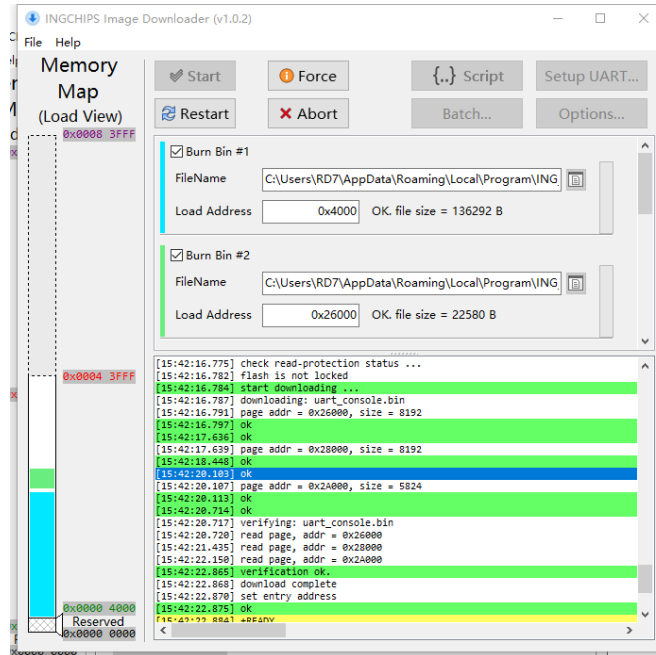 INGCHIPS Image Downloader (v1.0.2)
File Help
Memory
Map
(Load View)
0x0008 3FFF
0x0004 3FFF
0x0000 4000
Reserved
0x0000 0000
Start
Force
{..} Script
Setup UART...
Restart
Abort
Batch...
Options...
Burn Bin #1
FileName C:\Users\RD7\AppData\Roaming\Local\Program\ING_
Load Address 0x4000 OK. file size = 136292 B
Burn Bin #2
FileName C:\Users\RD7\AppData\Roaming\Local\Program\ING
Load Address 0x26000 OK. file size = 22580 B
[15:42:16.775] check read-protection status ...
[15:42:16.782] flash is not locked
[15:42:16.784] start downloading ...
[15:42:16.787] downloading: uart_console.bin
[15:42:16.791] page addr = 0x26000, size = 8192
[15:42:16.797] ok
[15:42:17.636] ok
[15:42:17.639] page addr = 0x28000, size = 8192
[15:42:18.448] ok
[15:42:20.103] ok
[15:42:20.107] page addr = 0x2A000, size = 5824
[15:42:20.113] ok
[15:42:20.714] ok
[15:42:20.717] verifying: uart_console.bin
[15:42:20.720] read page, addr = 0x26000
[15:42:21.435] read page, addr = 0x28000
[15:42:22.150] read page, addr = 0x2A000
[15:42:22.865] verification ok.
[15:42:22.868] download complete
[15:42:22.870] set entry address
[15:42:22.875] ok
[15:42:22.884] +READY